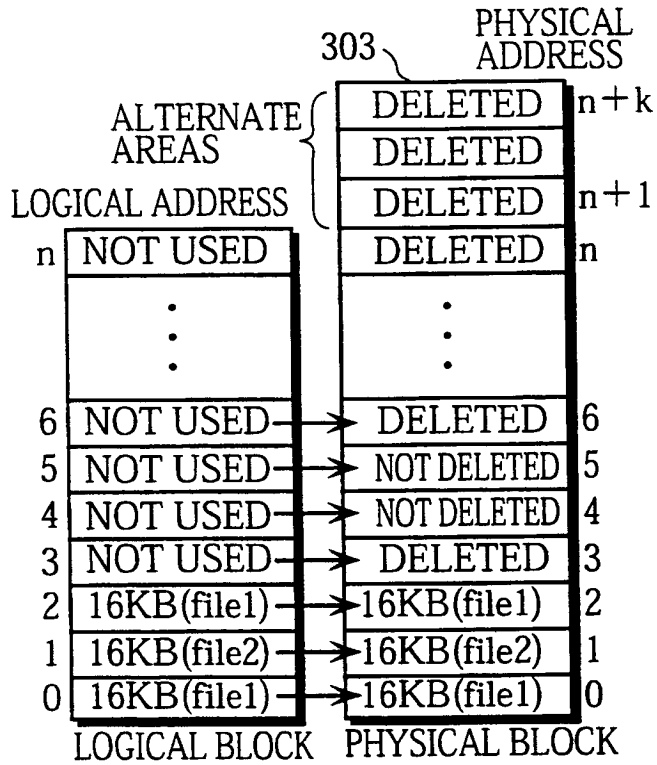 PHYSICAL
ADDRESS
303
DELETED n+k
ALTERNATE
AREAS
DELETED
DELETED n+1
LOGICAL ADDRESS
n NOT USED DELETED n
6 NOT USED DELETED 6
5 NOT USED NOT DELETED 5
4 NOT USED NOT DELETED 4
3 NOT USED DELETED 3
2 16KB(file1) 16KB(file1) 2
1 16KB(file2) 16KB(file2) 1
0 16KB(file1) 16KB(file1) 0
LOGICAL BLOCK PHYSICAL BLOCK